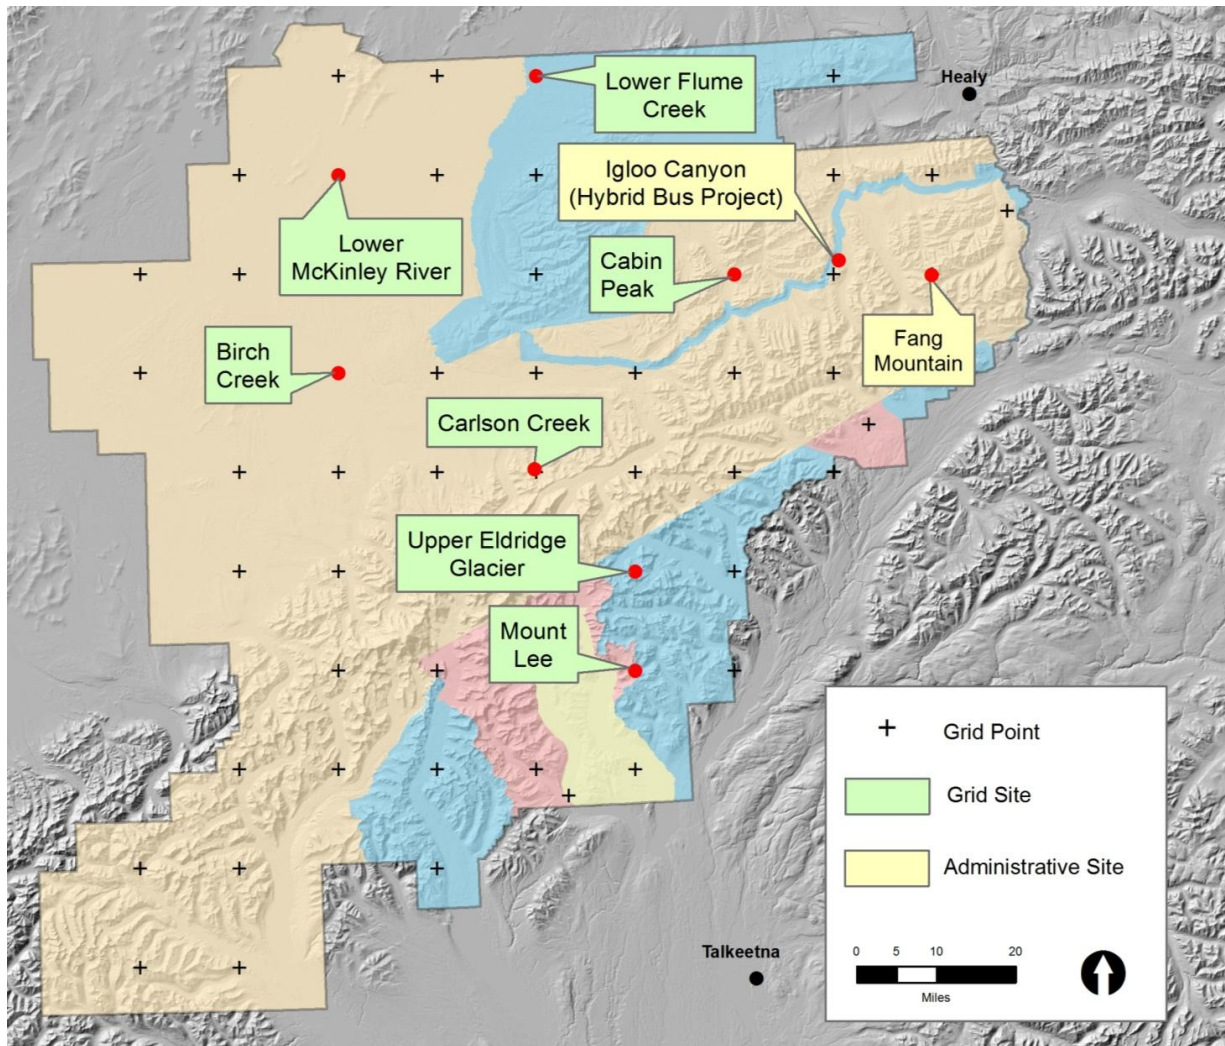 Lower Flume
Creek
Healy
Igloo Canyon
(Hybrid Bus Project)
Lower
McKinley River
Cabin
Peak
Fang
Mountain
Birch
Creek
Carlson Creek
Upper Eldridge
Glacier
Mount
Lee
Grid Point
Grid Site
Administrative Site
0 5 10 20
Miles
Talkeetna